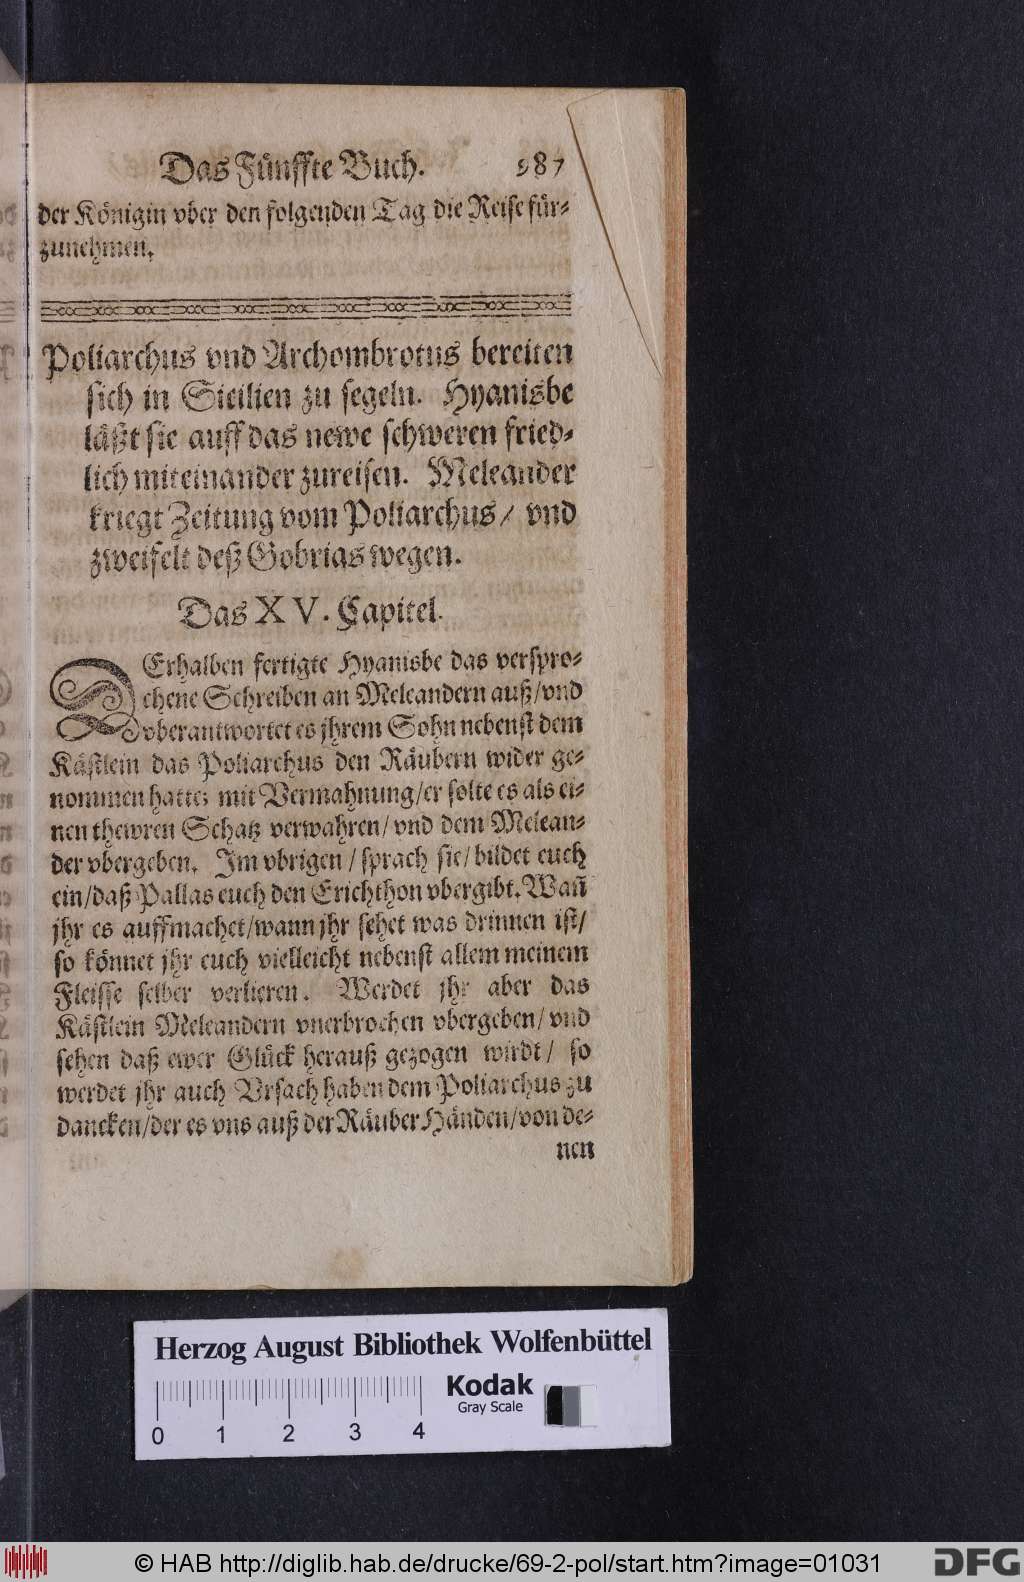 Das Fünffte Buch. 987
der Königin vber den folgenden Tag die Reise für-
zunehmen.
Poliarchus vnd Archombrotus bereiten
sich in Sicilien zu segeln. Hyanisbe
läßt sie auff das newe schweren fried-
lich miteinander zureisen. Meleander
kriegt Zeitung vom Poliarchus/ vnd
zweifelt deß Gobrias wegen.
Das XV. Capitel.
DErhalben fertigte Hyanisbe das verspro-
chene Schreiben an Meleandern auß/vnd
vberantwortet es jhrem Sohn nebenst dem
Kästlein das Poliarchus den Räubern wider ge-
nommen hatte; mit Vermahnung/er solte es als ei-
nen thewren Schatz verwahren/vnd dem Melean-
der vbergeben. Im vbrigen/sprach sie/bildet euch
ein/daß Pallas euch den Erichthon vbergibt. Wañ
jhr es auffmachet/wann jhr sehet was drinnen ist/
so könnet jhr euch vielleicht nebenst allem meinem
Fleisse selber verlieren. Werdet jhr aber das
Kästlein Meleandern vnerbrochen vbergeben/vnd
sehen daß ewer Glück herauß gezogen wirdt/ so
werdet jhr auch Vrsach haben dem Poliarchus zu
dancken/der es vns auß der Räuber Händen/von de-
nen
Herzog August Bibliothek Wolfenbüttel
Kodak
Gray Scale
0 1 2 3 4
© HAB http://diglib.hab.de/drucke/69-2-pol/start.htm?image=01031
DFG